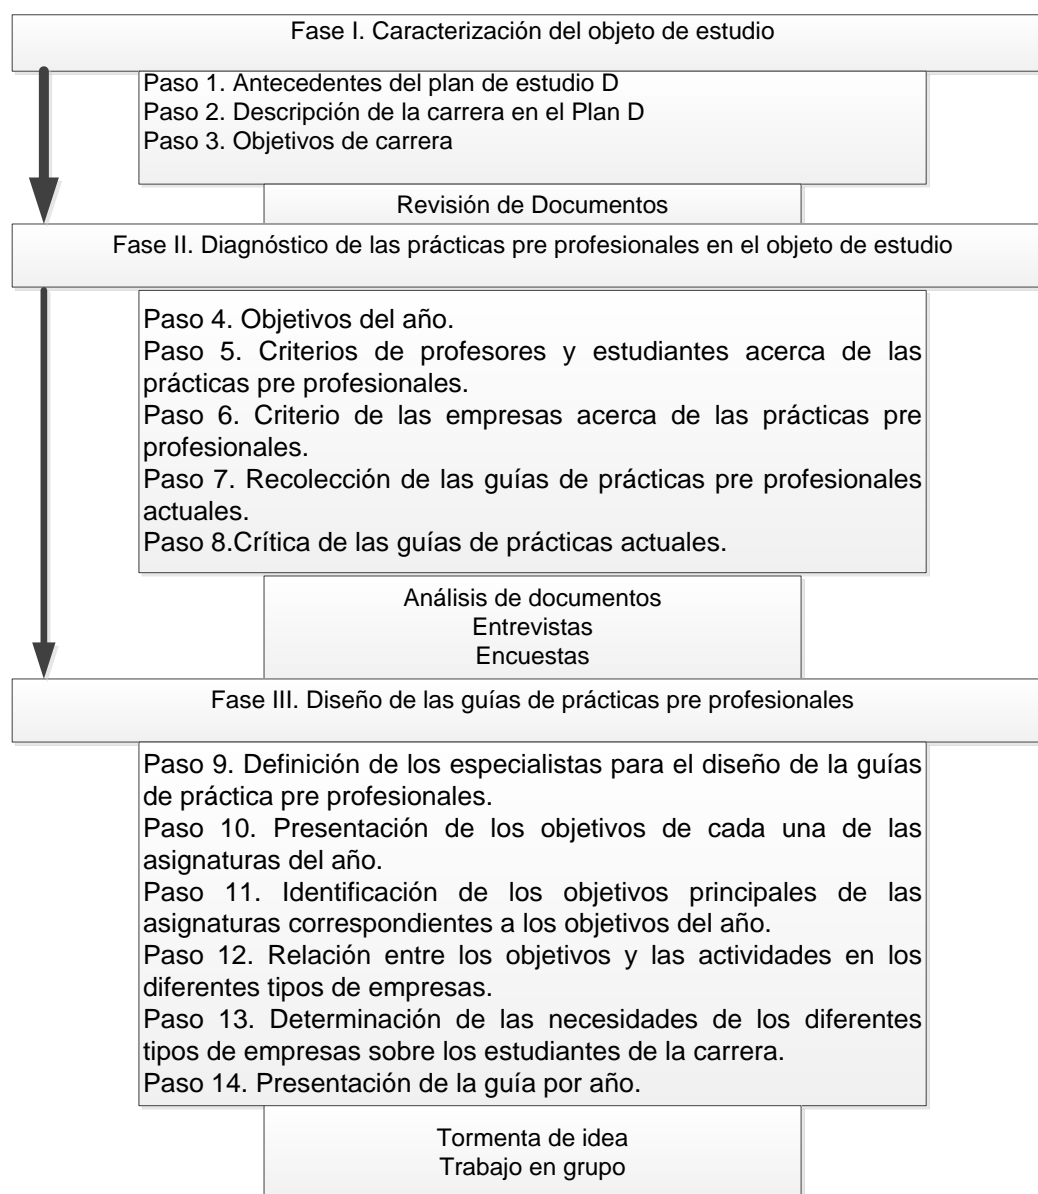 Fase I. Caracterización del objeto de estudio
Paso 1. Antecedentes del plan de estudio D
Paso 2. Descripción de la carrera en el Plan D
Paso 3. Objetivos de carrera
Revisión de Documentos
Fase II. Diagnóstico de las prácticas pre profesionales en el objeto de estudio
Paso 4. Objetivos del año.
Paso 5. Criterios de profesores y estudiantes acerca de las
prácticas pre profesionales.
Paso 6. Criterio de las empresas acerca de las prácticas pre
profesionales.
Paso 7. Recolección de las guías de prácticas pre profesionales
actuales.
Paso 8.Crítica de las guías de prácticas actuales.
Análisis de documentos
Entrevistas
Encuestas
Fase III. Diseño de las guías de prácticas pre profesionales
Paso 9. Definición de los especialistas para el diseño de la guías
de práctica pre profesionales.
Paso 10. Presentación de los objetivos de cada una de las
asignaturas del año.
Paso 11. Identificación de los objetivos principales de las
asignaturas correspondientes a los objetivos del año.
Paso 12. Relación entre los objetivos y las actividades en los
diferentes tipos de empresas.
Paso 13. Determinación de las necesidades de los diferentes
tipos de empresas sobre los estudiantes de la carrera.
Paso 14. Presentación de la guía por año.
Tormenta de idea
Trabajo en grupo